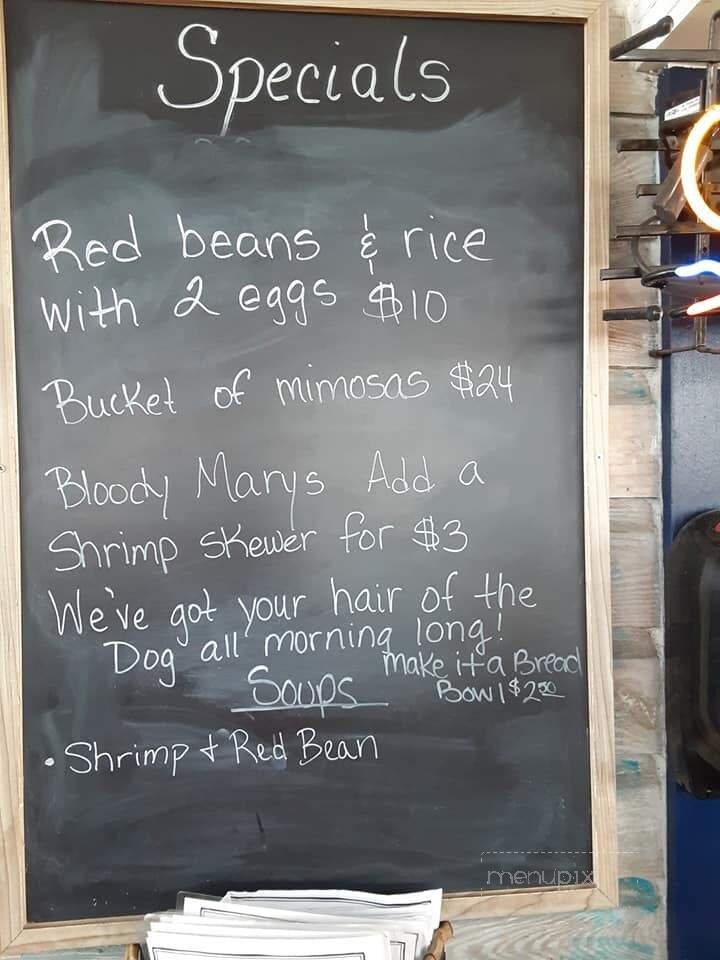 Specials
Red beans & rice
with 2 eggs $10
Bucket of mimosas $24
Bloody Marys Add a
Shrimp skewer for $3
We've got your hair of the
Dog all morning long!
make it a Bread
Bowl $2.50
Soups
• Shrimp + Red Bean
menupix